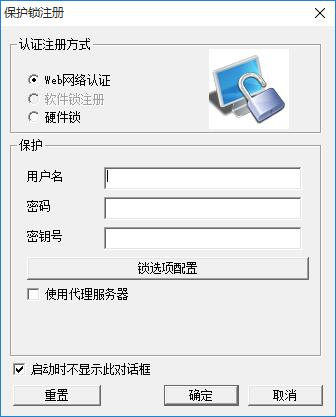 保护锁注册
认证注册方式
Web网络认证
软件锁注册
硬件锁
保护
用户名
密码
密钥号
锁选项配置
使用代理服务器
启动时不显示此对话框
重置
确定
取消